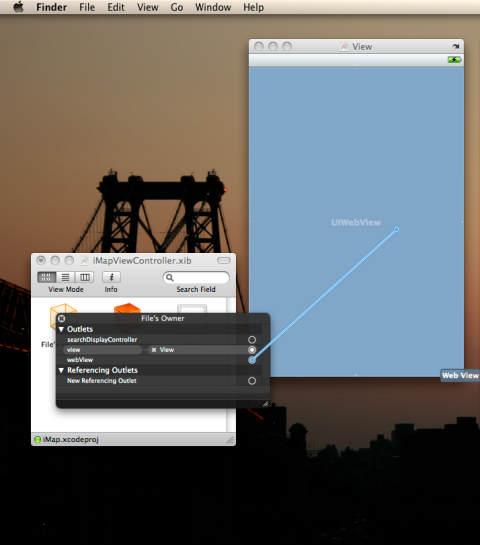 Finder File Edit View Go Window Help
View
UIWebView
iMapViewController.xib
View Mode Info Search Field
File's Owner
Outlets
searchDisplayController
view View
webView
Referencing Outlets
New Referencing Outlet
Web View
iMap.xcodeproj